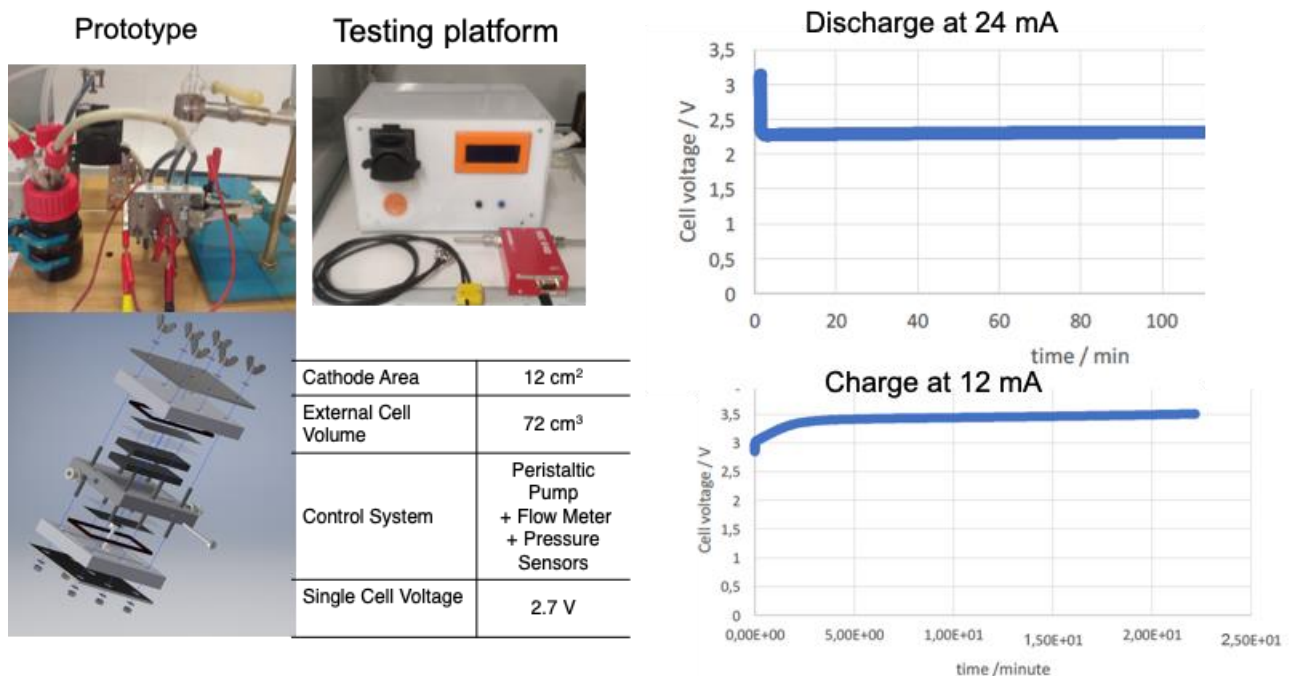 Prototype
Testing platform
Cathode Area
12 cm²
External Cell
Volume
72 cm³
Control System
Peristaltic
Pump
+ Flow Meter
+ Pressure
Sensors
Single Cell Voltage
2.7 V
Discharge at 24 mA
Cell voltage / V
3,5
3
2,5
2
1,5
1
0,5
0
0
20
40
60
80
100
time / min
Charge at 12 mA
Cell voltage / V
3,5
3
2,5
2
1,5
1
0,5
0
0,00E+00
5,00E+00
1,00E+01
1,50E+01
2,00E+01
2,50E+01
time /minute